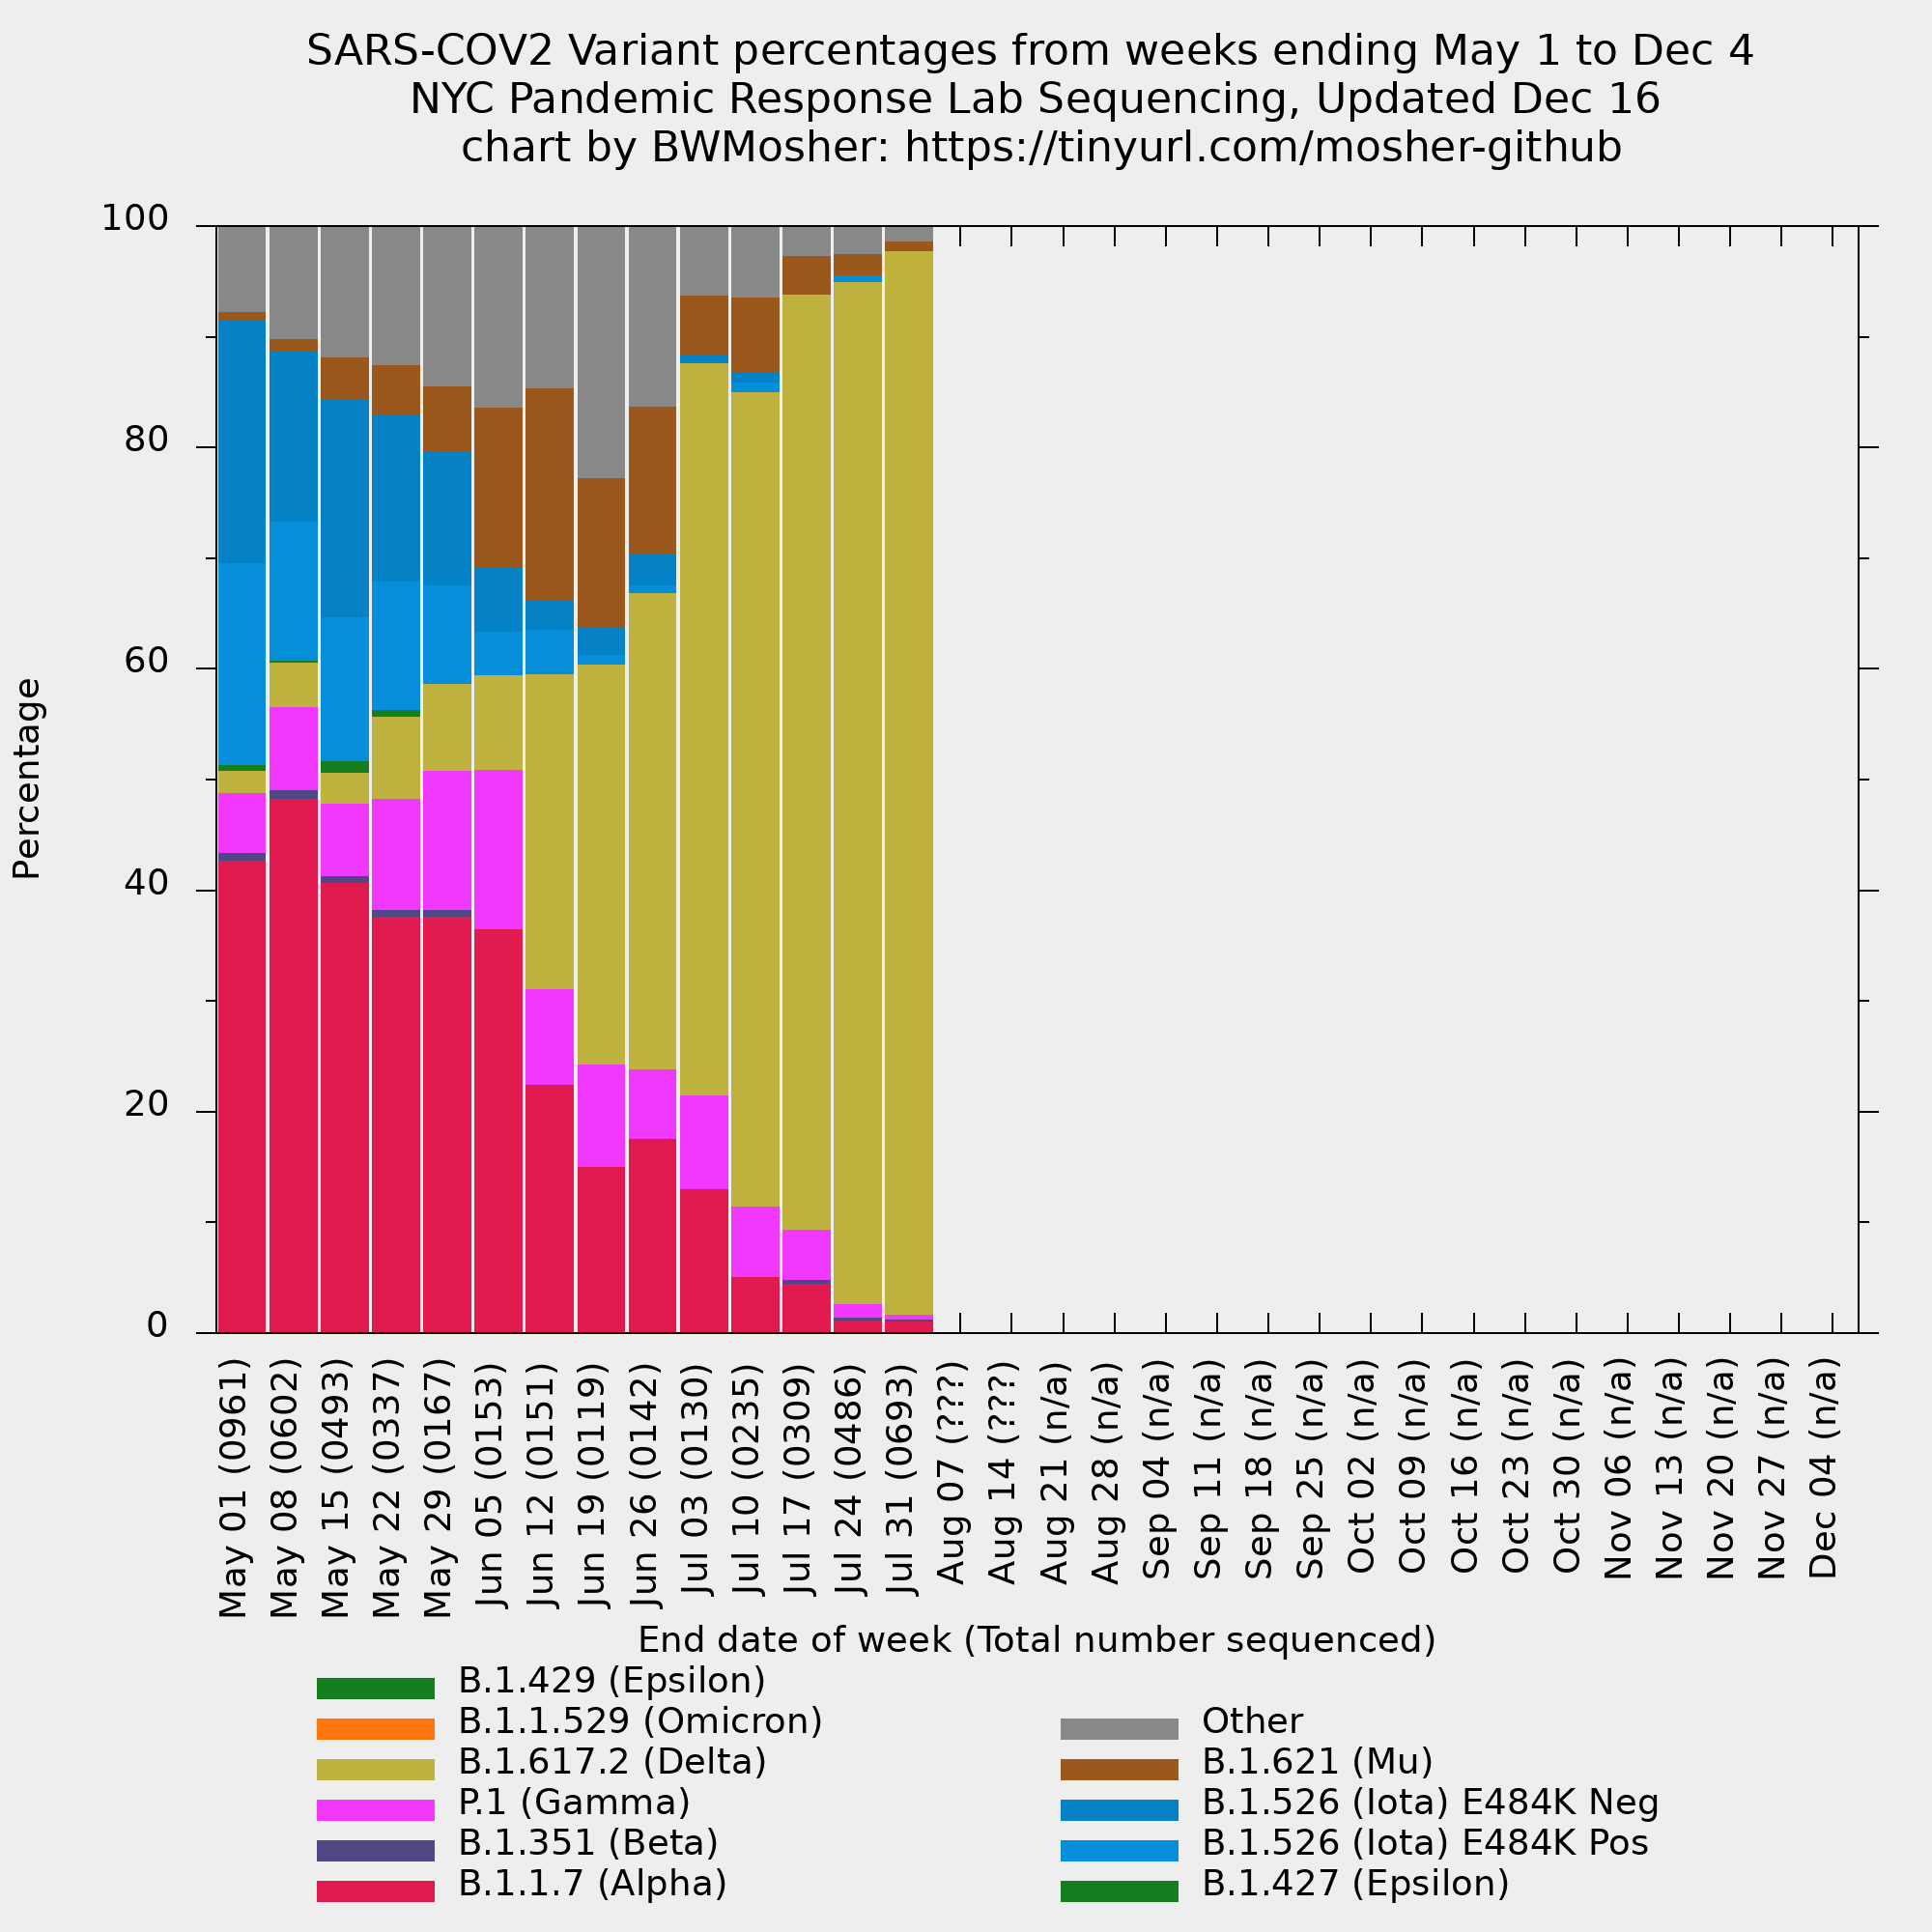 SARS-COV2 Variant percentages from weeks ending May 1 to Dec 4
NYC Pandemic Response Lab Sequencing, Updated Dec 16
chart by BWMosher: https://tinyurl.com/mosher-github
100
80
60
40
20
0
Percentage
May 01 (0961)
May 08 (0602)
May 15 (0493)
May 22 (0337)
May 29 (0167)
Jun 05 (0153)
Jun 12 (0151)
Jun 19 (0119)
Jun 26 (0142)
Jul 03 (0130)
Jul 10 (0235)
Jul 17 (0309)
Jul 24 (0486)
Jul 31 (0693)
Aug 07 (???)
Aug 14 (???)
Aug 21 (n/a)
Aug 28 (n/a)
Sep 04 (n/a)
Sep 11 (n/a)
Sep 18 (n/a)
Sep 25 (n/a)
Oct 02 (n/a)
Oct 09 (n/a)
Oct 16 (n/a)
Oct 23 (n/a)
Oct 30 (n/a)
Nov 06 (n/a)
Nov 13 (n/a)
Nov 20 (n/a)
Nov 27 (n/a)
Dec 04 (n/a)
End date of week (Total number sequenced)
B.1.429 (Epsilon)
B.1.1.529 (Omicron)
B.1.617.2 (Delta)
P.1 (Gamma)
B.1.351 (Beta)
B.1.1.7 (Alpha)
Other
B.1.621 (Mu)
B.1.526 (Iota) E484K Neg
B.1.526 (Iota) E484K Pos
B.1.427 (Epsilon)